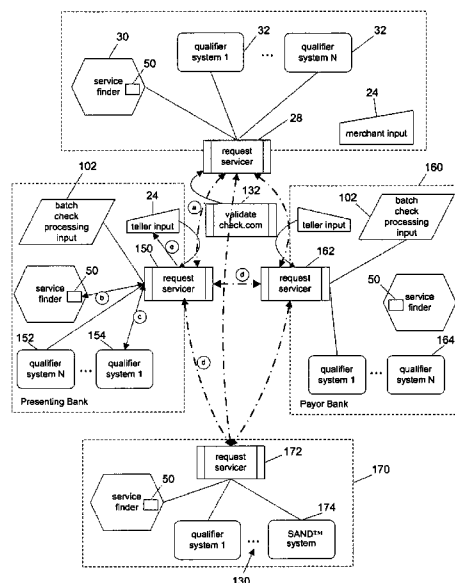 30
50
service
finder
32
qualifier
system 1
...
qualifier
system N
32
24
merchant input
28
request
servicer
102
batch
check
processing
input
24
teller input
a
132
validate
check.com
teller input
160
102
batch
check
processing
input
150
e
request
servicer
d
162
request
servicer
50
service
finder
b
c
50
service
finder
152
154
qualifier
system N
...
qualifier
system 1
Presenting Bank
d
d
qualifier
system 1
...
qualifier
system N
164
Payor Bank
172
request
servicer
170
50
service
finder
174
qualifier
system 1
...
SAND™
system
130